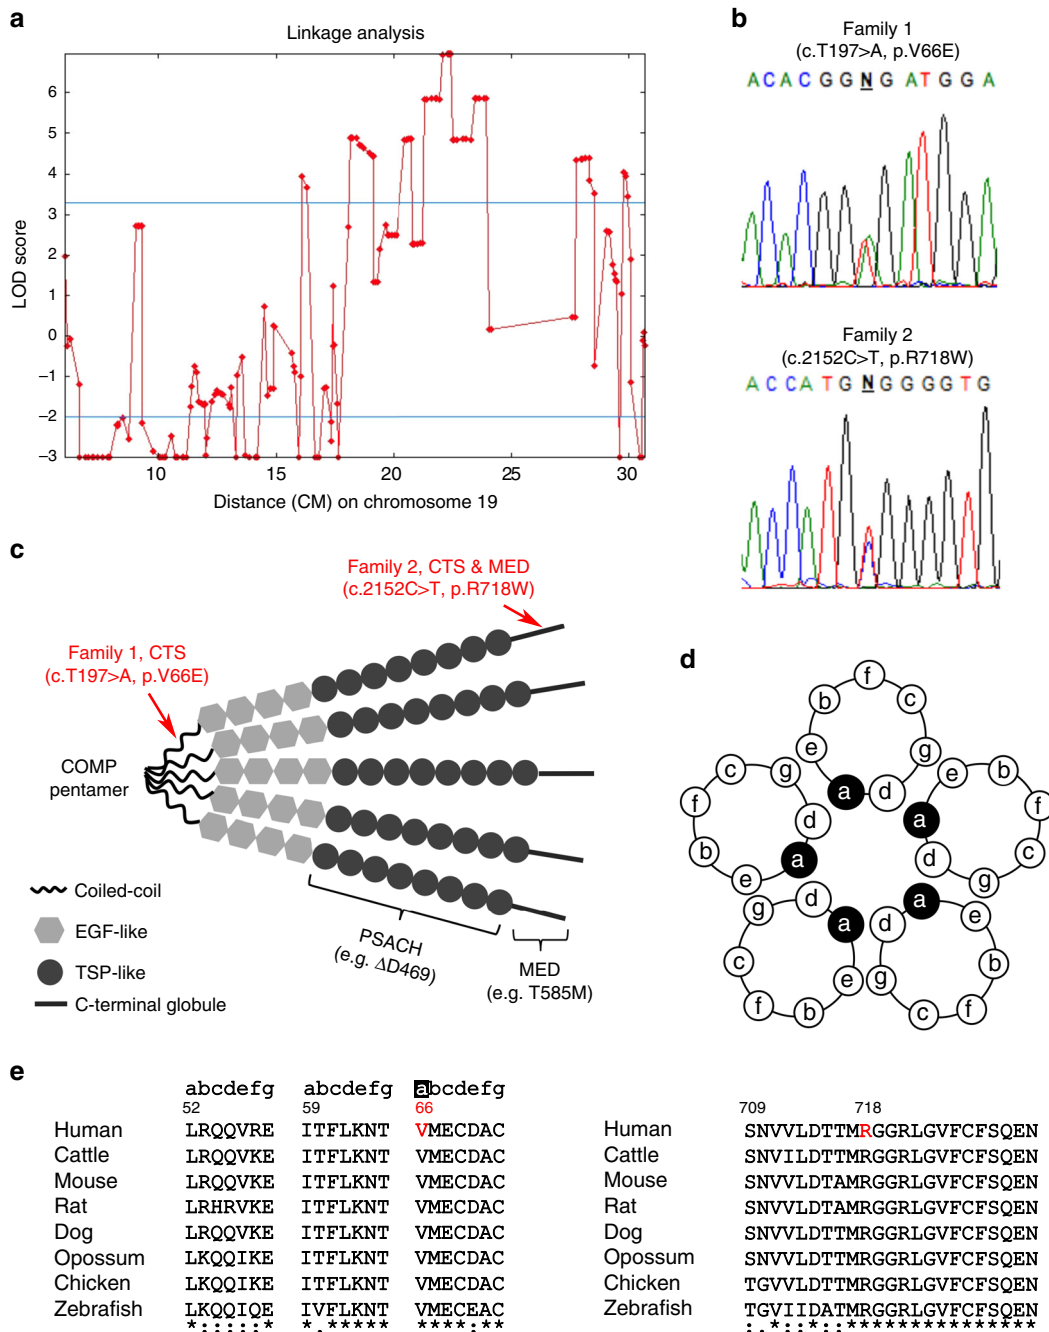 a
Linkage analysis
LOD score
6
5
4
3
2
1
0
–1
–2
–3
10
15
20
25
30
Distance (CM) on chromosome 19
b
Family 1
(c.T197>A, p.V66E)
A C A C G G N G A T G G A
Family 2
(c.2152C>T, p.R718W)
A C C A T G N G G G G T G
c
Family 2, CTS & MED
(c.2152C>T, p.R718W)
Family 1, CTS
(c.T197>A, p.V66E)
COMP
pentamer
Coiled-coil
EGF-like
TSP-like
C-terminal globule
PSACH
(e.g. ΔD469)
MED
(e.g. T585M)
d
a b c d e f g
a b c d e f g
a b c d e f g
a b c d e f g
a b c d e f g
e
abcdefg abcdefg abcdefg
52 59 66 709 718
Human LRQQVRE ITFLKNT VMECDAC Human SNVVLDTTMRGGRLGVFCFSQEN
Cattle LRQQVKE ITFLKNT VMECDAC Cattle SNVILDTTMRGGRLGVFCFSQEN
Mouse LRQQVKE ITFLKNT VMECDAC Mouse SNVVLDTAMRGGRLGVFCFSQEN
Rat LRHRVKE ITFLKNT VMECDAC Rat SNVVLDTAMRGGRLGVFCFSQEN
Dog LRQQVKE ITFLKNT VMECDAC Dog SNVVLDTTMRGGRLGVFCFSQEN
Opossum LKQQIKE ITFLKNT VMECDAC Opossum SNVVLDTTMRGGRLGVFCFSQEN
Chicken LKQQIKE ITFLKNT VMECDAC Chicken TGVVLDTTMRGGRLGVFCFSQEN
Zebrafish LKQQIQE IVFLKNT VMECEAC Zebrafish TGVIIDATMRGGRLGVFCFSQEN
*:::::* *.***** ****:** :.*::*::***************